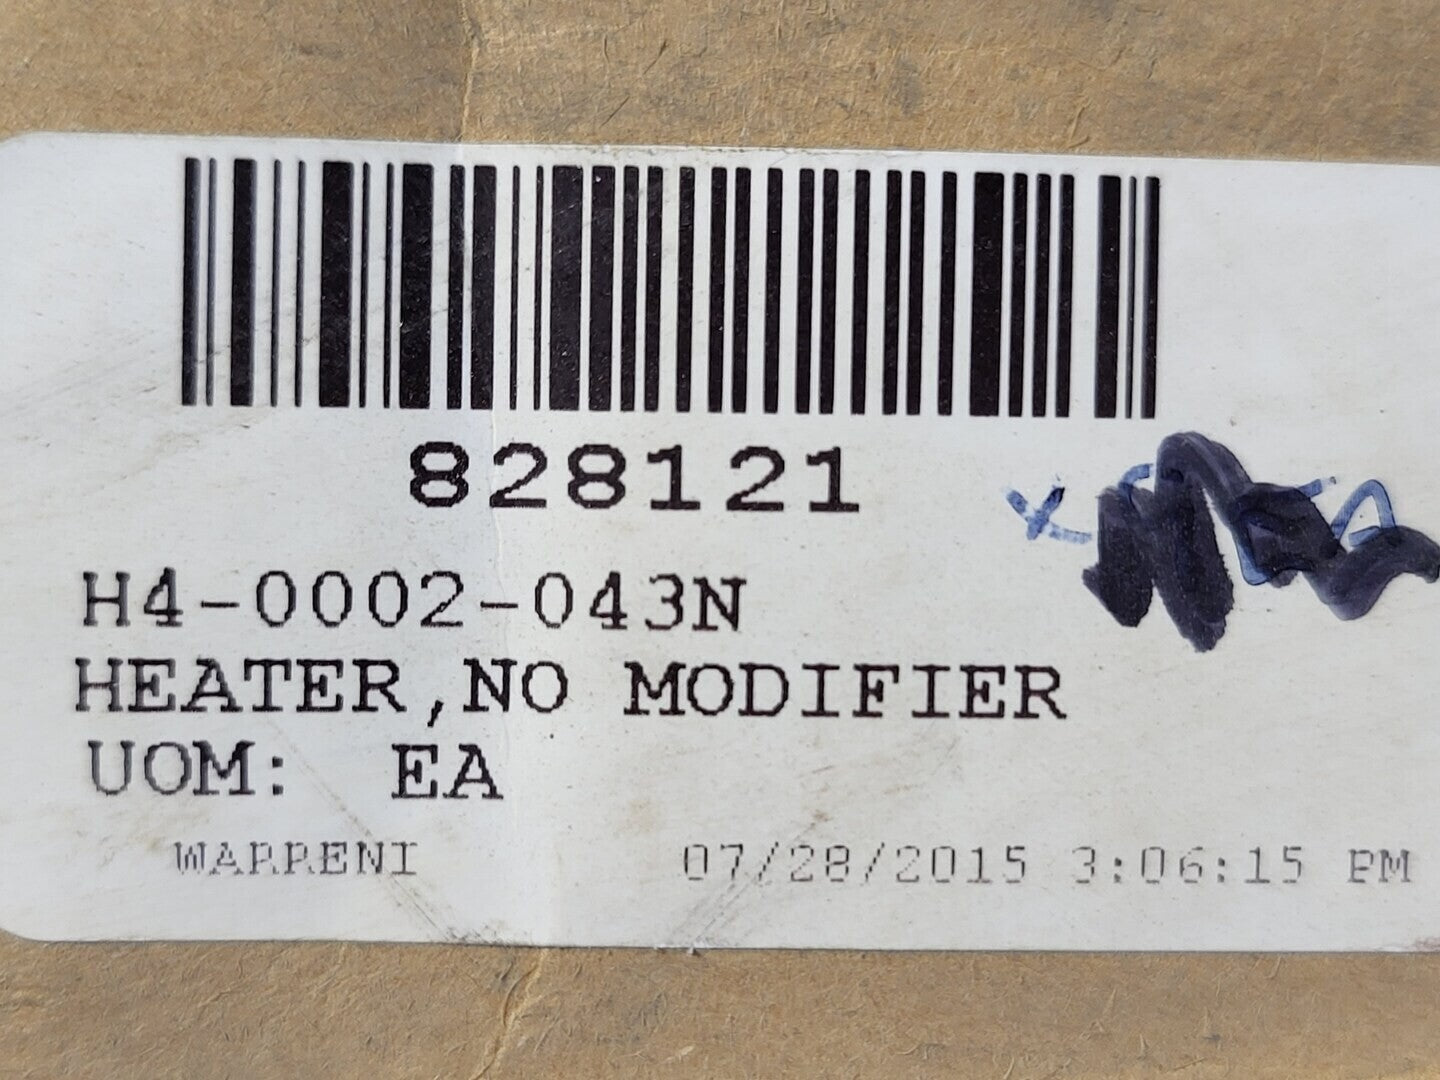 828121
H4-0002-043N
HEATER,NO MODIFIER
UOM: EA
WARRENI 07/28/2015 3:06:15 PM